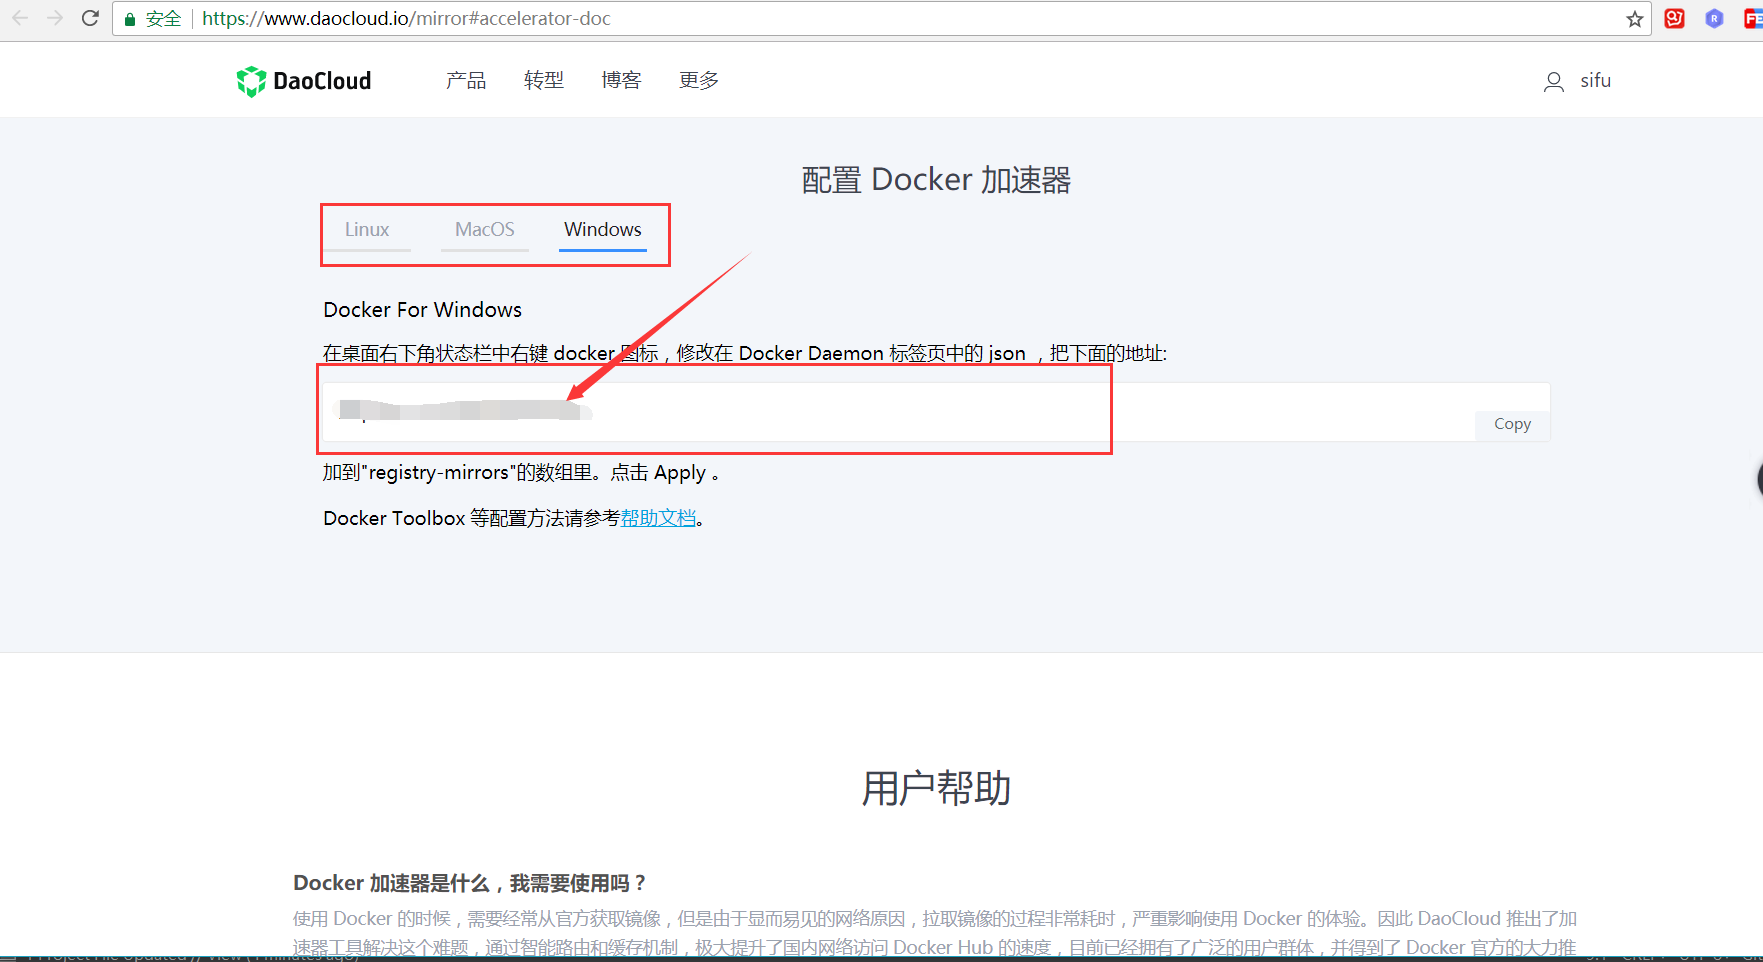 安全 https://www.daocloud.io/mirror#accelerator-doc
DaoCloud 产品 转型 博客 更多 sifu
配置 Docker 加速器
Linux MacOS Windows
Docker For Windows
在桌面右下角状态栏中右键 docker 图标，修改在 Docker Daemon 标签页中的 json ，把下面的地址:
Copy
加到"registry-mirrors"的数组里。点击 Apply 。
Docker Toolbox 等配置方法请参考帮助文档。
用户帮助
Docker 加速器是什么，我需要使用吗？
使用 Docker 的时候，需要经常从官方获取镜像，但是由于显而易见的网络原因，拉取镜像的过程非常耗时，严重影响使用 Docker 的体验。因此 DaoCloud 推出了加
速器工具解决这个难题，通过智能路由和缓存机制，极大提升了国内网络访问 Docker Hub 的速度，目前已经拥有了广泛的用户群体，并得到了 Docker 官方的大力推